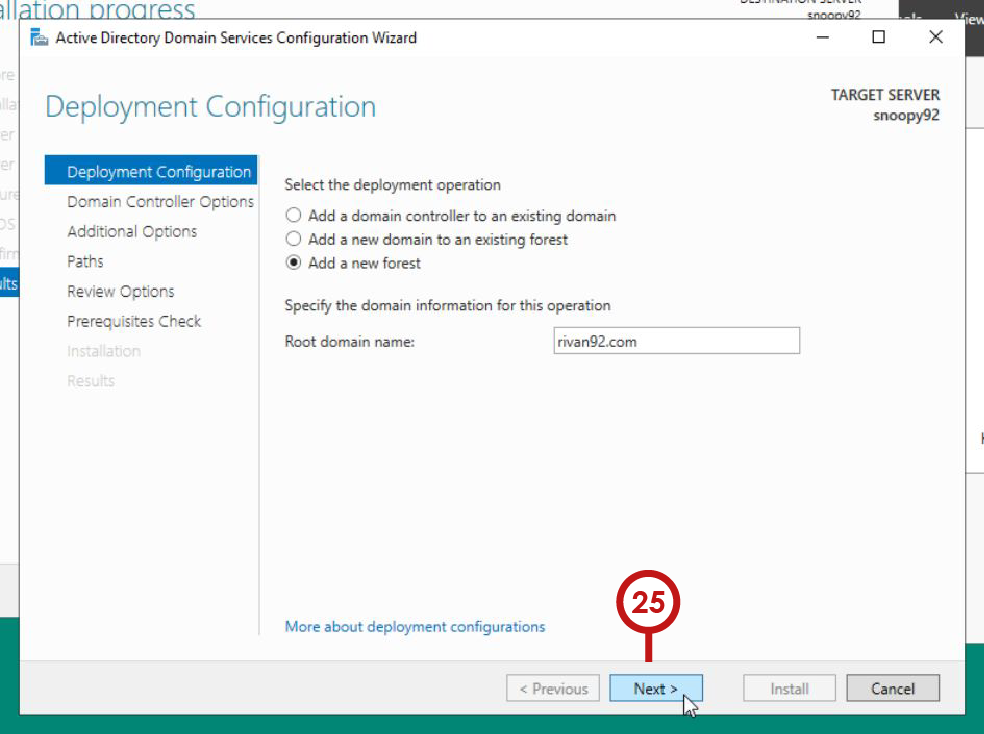 allation progress
DESTINATION SERVER
snoopy92
View
Active Directory Domain Services Configuration Wizard
Deployment Configuration
TARGET SERVER
snoopy92
Deployment Configuration
Domain Controller Options
Additional Options
Paths
Review Options
Prerequisites Check
Installation
Results
Select the deployment operation
Add a domain controller to an existing domain
Add a new domain to an existing forest
Add a new forest
Specify the domain information for this operation
Root domain name:
rivan92.com
More about deployment configurations
25
< Previous
Next >
Install
Cancel